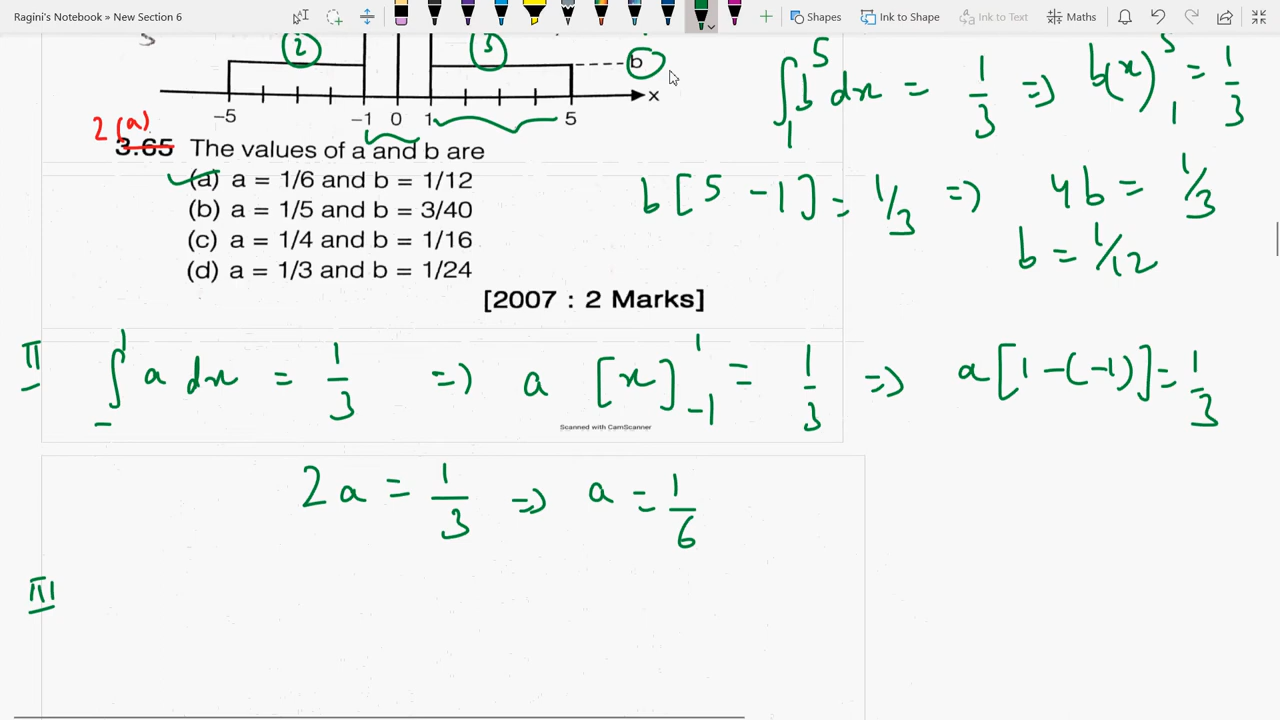 Ragini's Notebook » New Section 6
Shapes Ink to Shape Ink to Text Maths
2 3 b
x
-5 -1 0 1 5
2(a)
3.65 The values of a and b are
(a) a = 1/6 and b = 1/12
(b) a = 1/5 and b = 3/40
(c) a = 1/4 and b = 1/16
(d) a = 1/3 and b = 1/24
[2007 : 2 Marks]
∫₁⁵ b dx = 1/3 => b(x)₁⁵ = 1/3
b[5 - 1] = 1/3 => 4b = 1/3
b = 1/12
II ∫₋¹ a dx = 1/3 => a [x]₋₁¹ = 1/3 => a[1-(-1)] = 1/3
Scanned with CamScanner
2a = 1/3 => a = 1/6
III